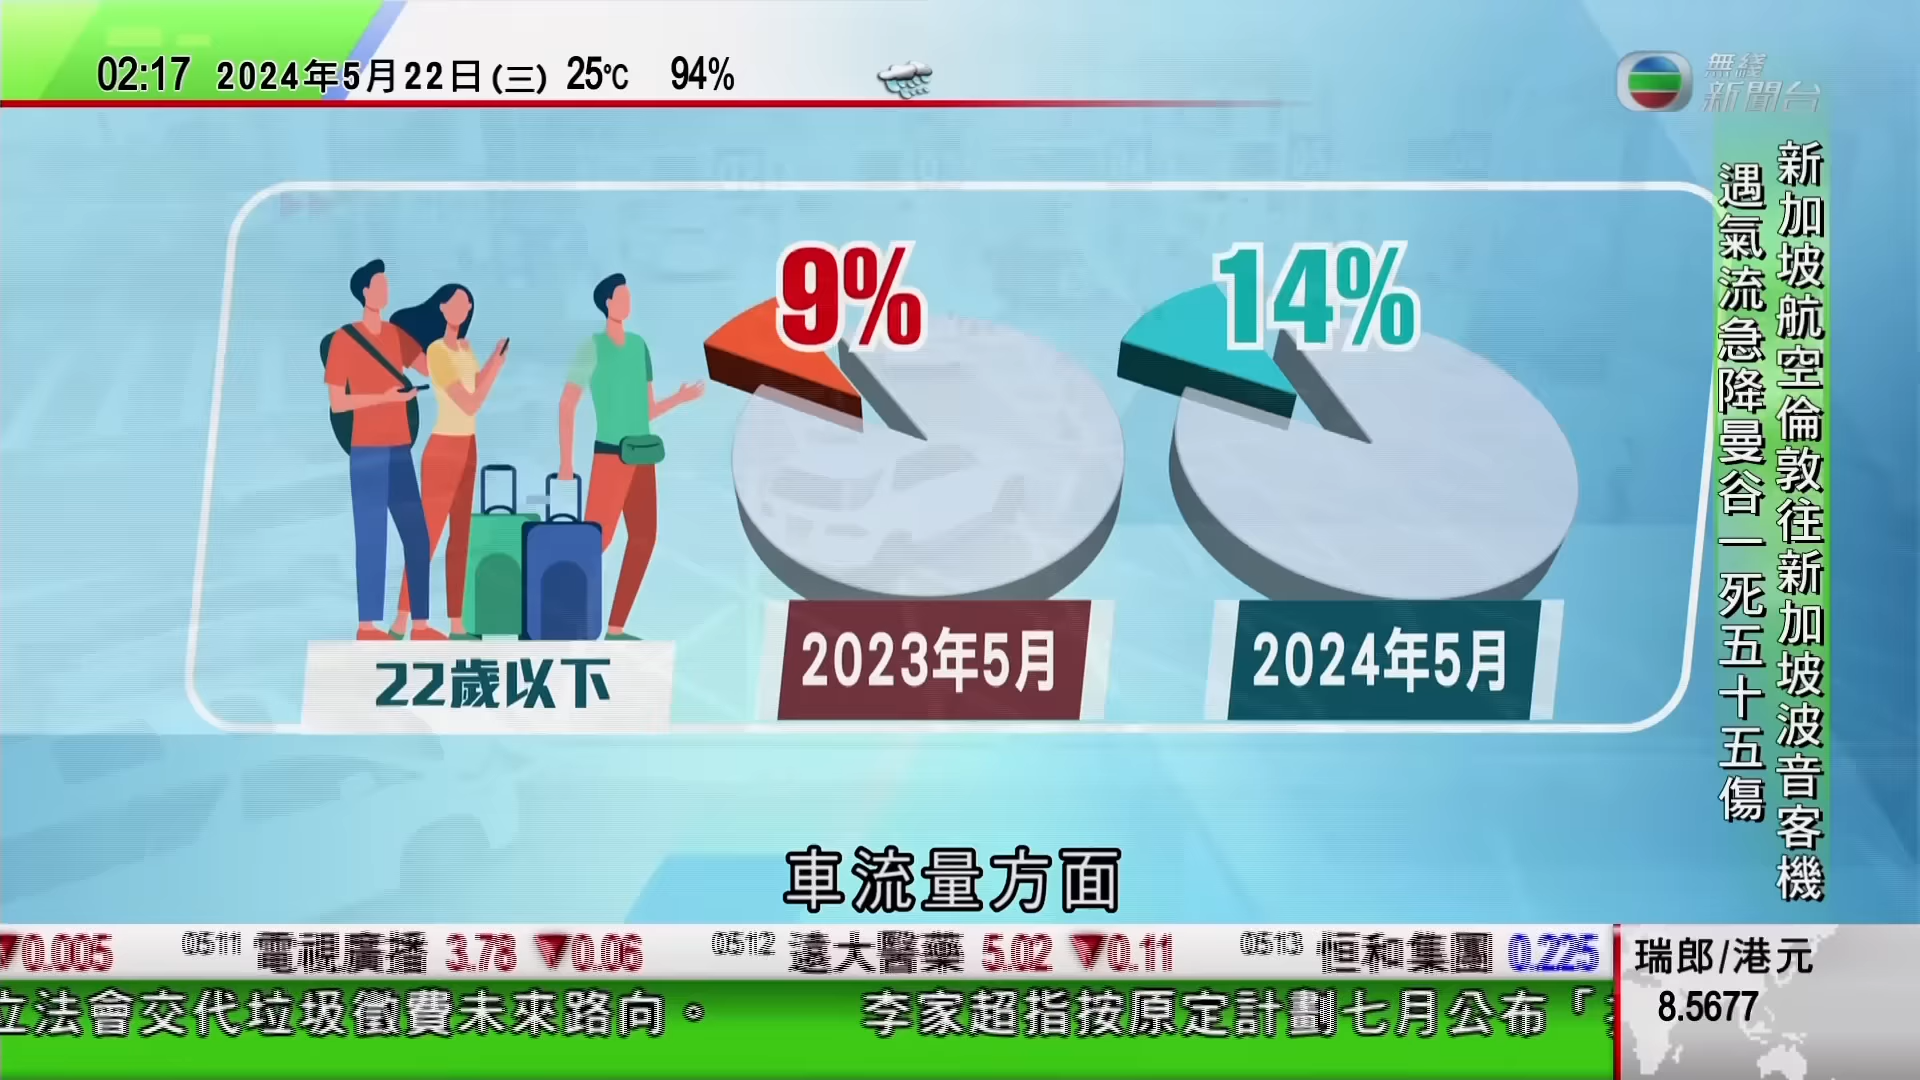 02:17 2024年5月22日(三) 25℃ 94%
無綫
新聞台
新加坡航空倫敦往新加坡波音客機
遇氣流急降曼谷一死五十五傷
9%
14%
22歲以下
2023年5月
2024年5月
車流量方面
▼0.005 05111 電視廣播 3.78 ▼0.06 05112 遠大醫藥 5.02 ▼0.11 05113 恒和集團 0.225
立法會交代垃圾徵費未來路向。 李家超指按原定計劃七月公布「
瑞郎/港元
8.5677